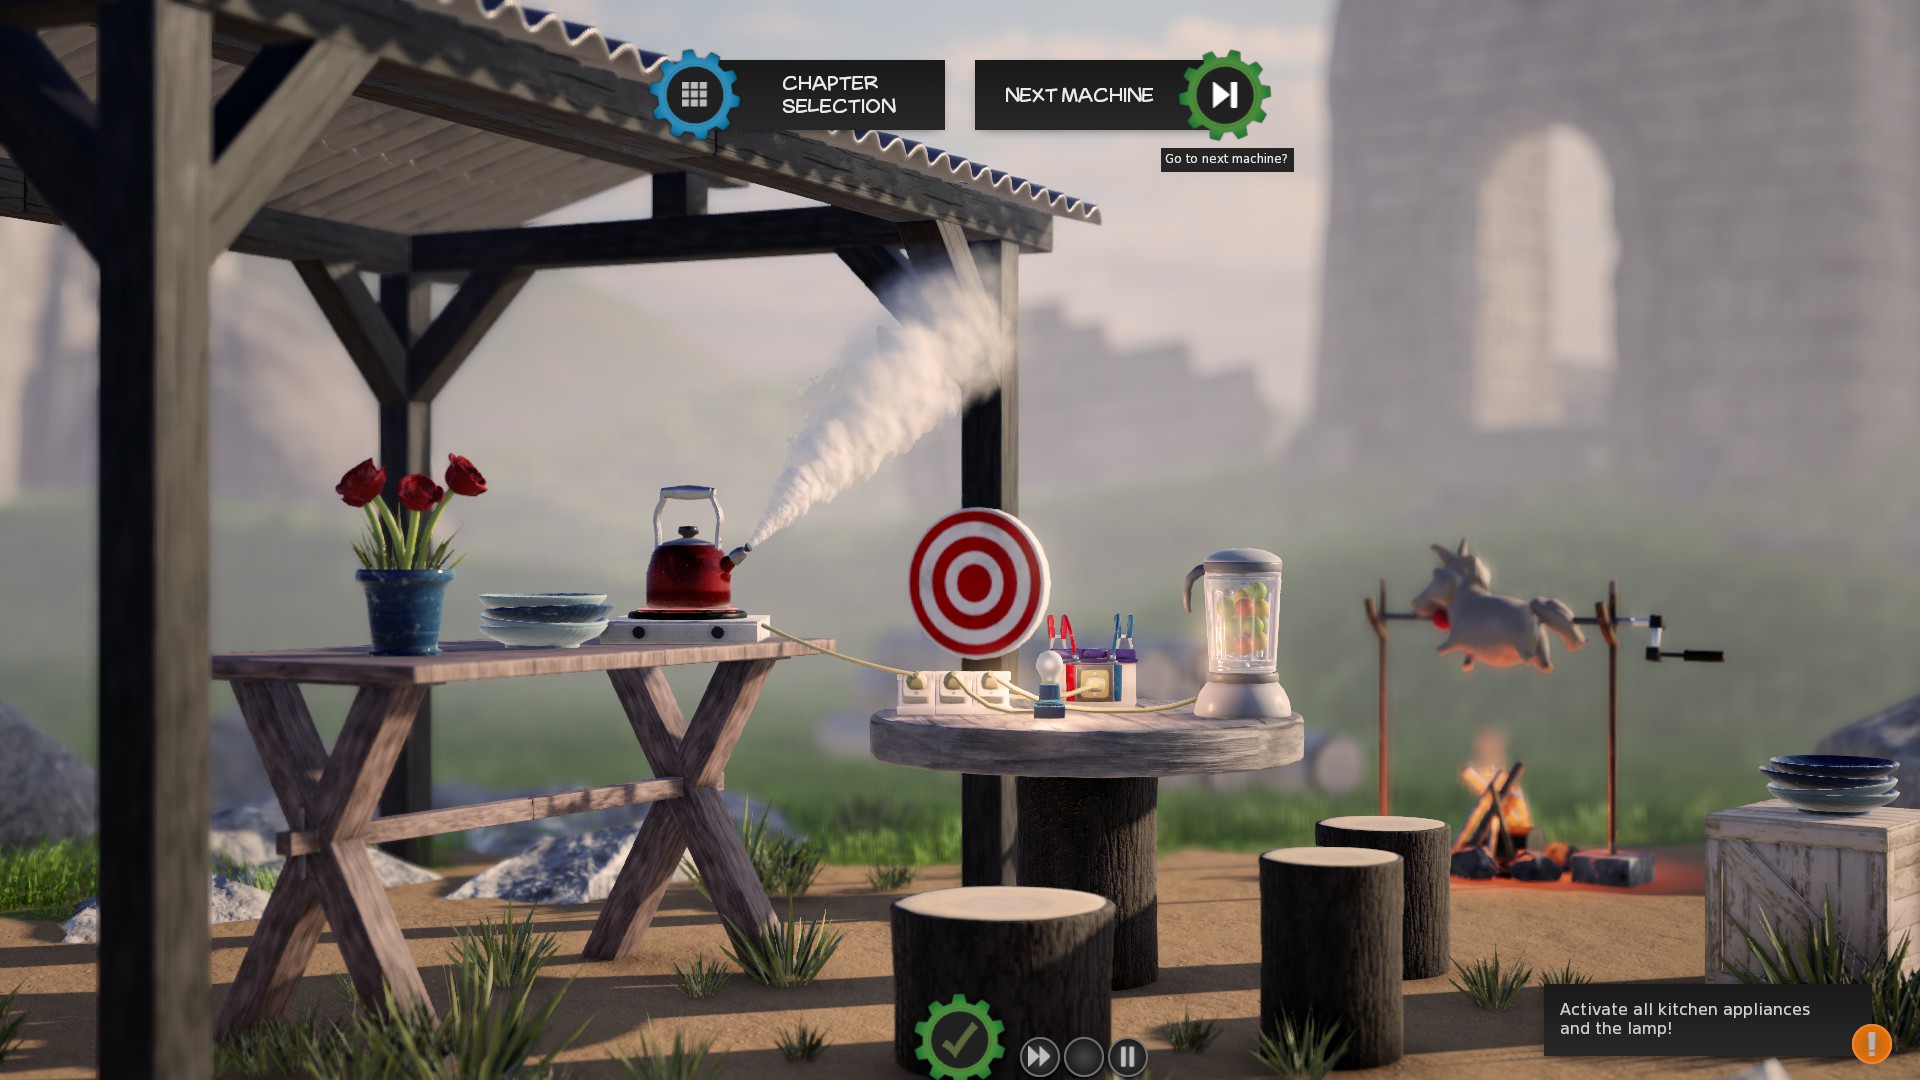 CHAPTER
SELECTION
NEXT MACHINE
Go to next machine?
Activate all kitchen appliances
and the lamp!